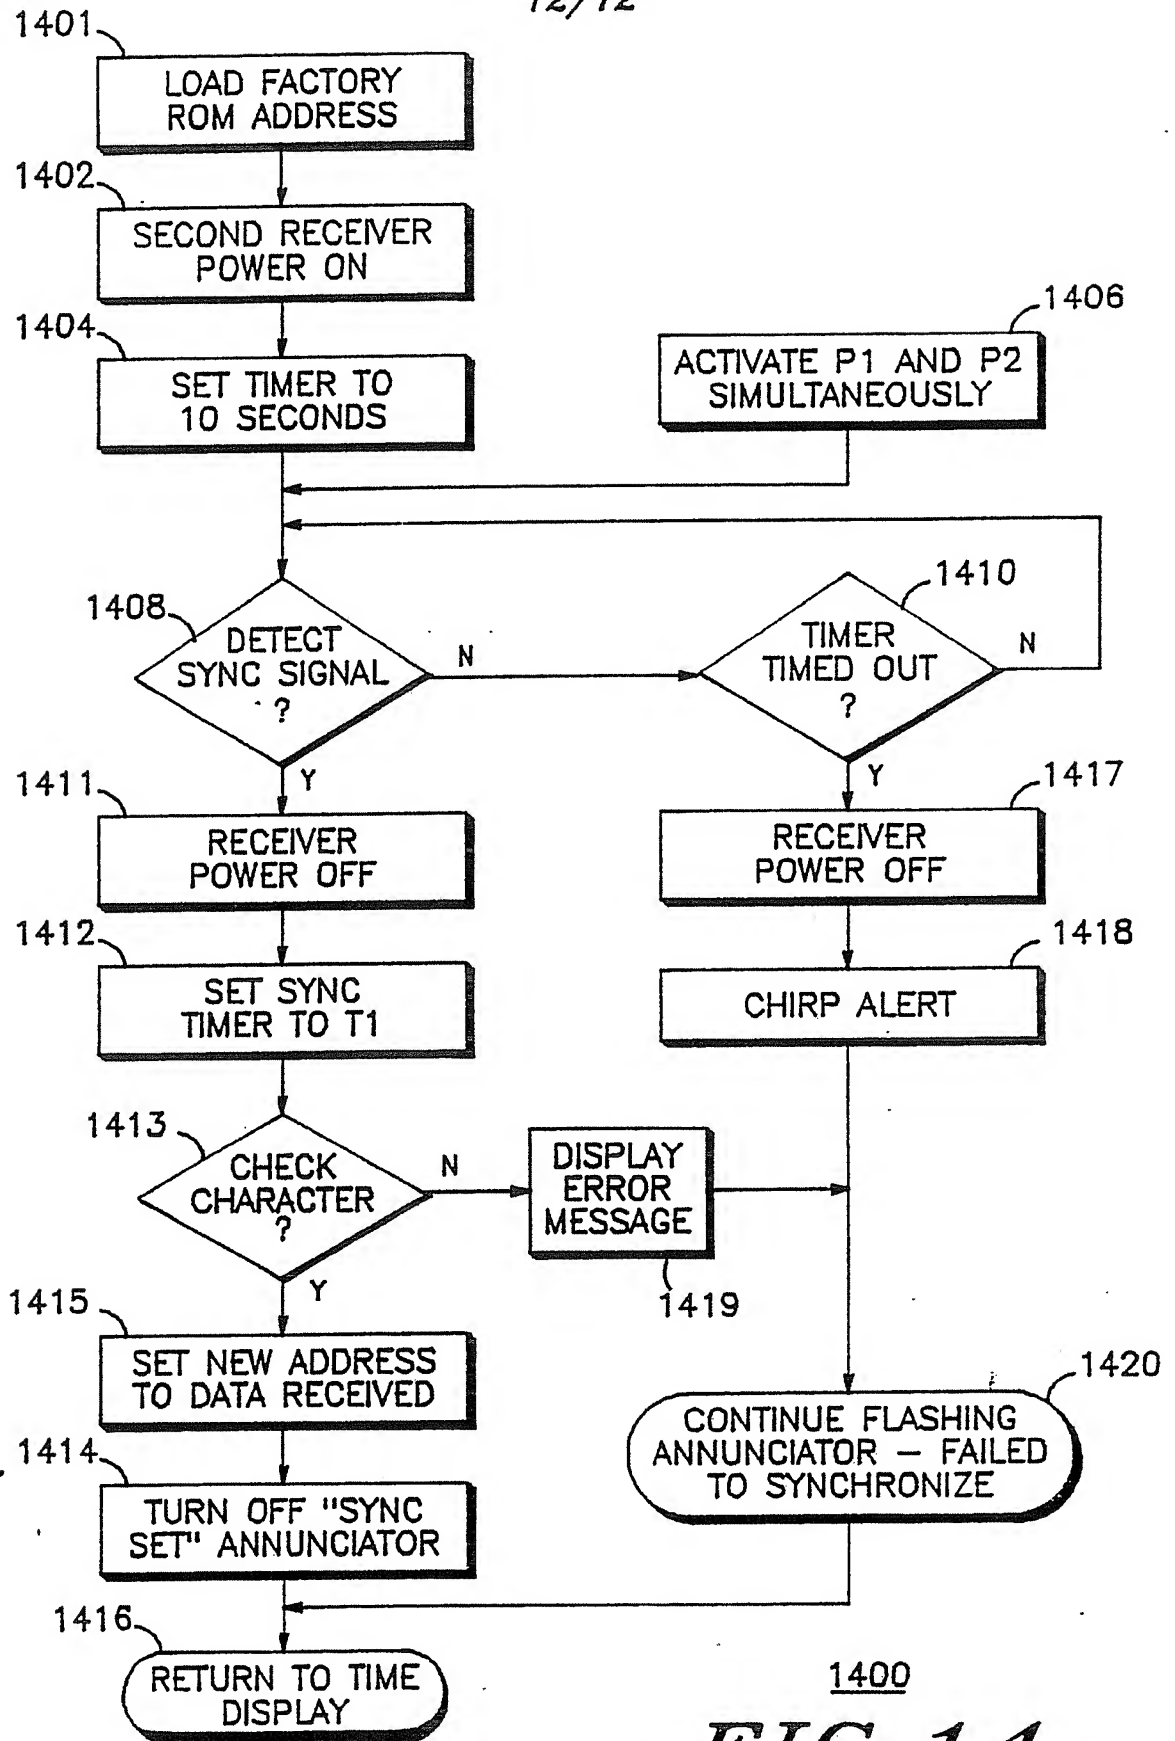 12/12
1401
LOAD FACTORY
ROM ADDRESS
1402
SECOND RECEIVER
POWER ON
1404
SET TIMER TO
10 SECONDS
1406
ACTIVATE P1 AND P2
SIMULTANEOUSLY
1408
DETECT
SYNC SIGNAL
?
N
1410
TIMER
TIMED OUT
?
N
Y
Y
1411
RECEIVER
POWER OFF
1417
RECEIVER
POWER OFF
1412
SET SYNC
TIMER TO T1
1418
CHIRP ALERT
1413
CHECK
CHARACTER
?
N
DISPLAY
ERROR
MESSAGE
1419
Y
1415
SET NEW ADDRESS
TO DATA RECEIVED
1420
CONTINUE FLASHING
ANNUNCIATOR – FAILED
TO SYNCHRONIZE
1414
TURN OFF "SYNC
SET" ANNUNCIATOR
1416
RETURN TO TIME
DISPLAY
1400
FIG. 14